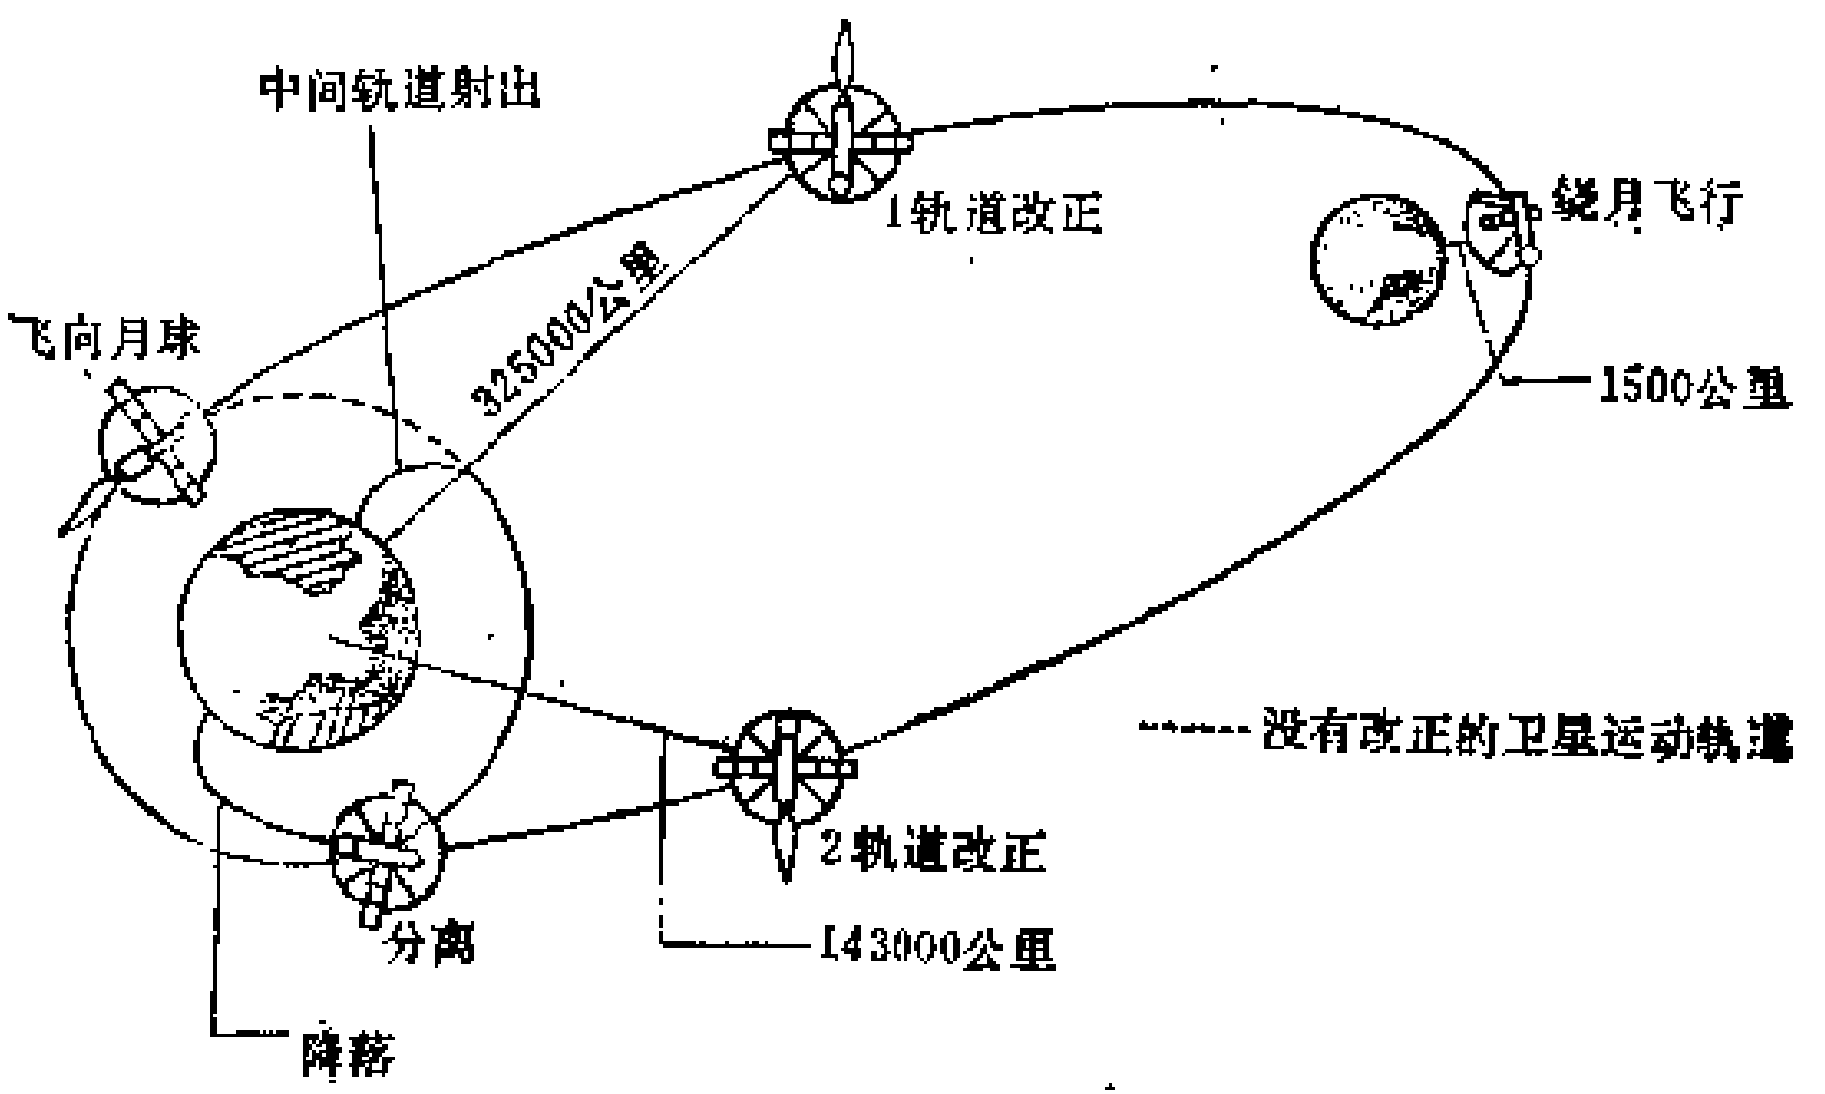 中间轨道射出
1轨道改正
绕月飞行
325000公里
飞向月球
1500公里
没有改正的卫星运动轨道
2轨道改正
分离
143000公里
降落